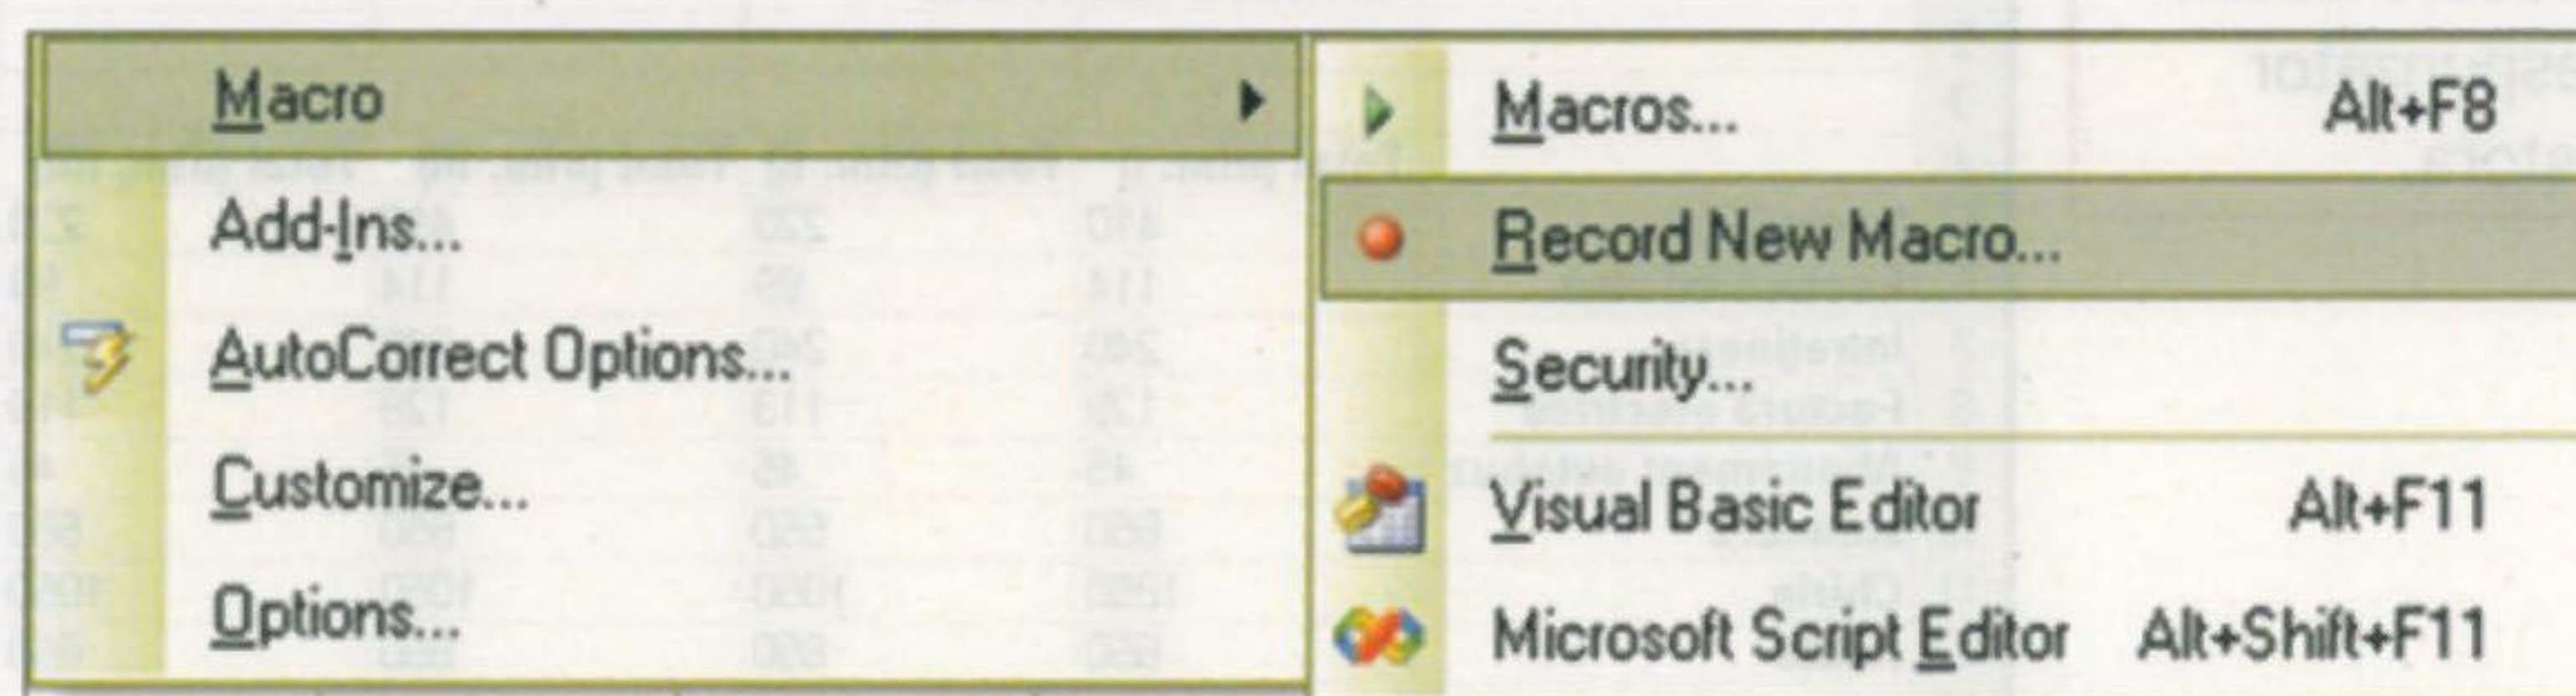 Macro
Add-Ins...
AutoCorrect Options...
Customize...
Options...
Macros... Alt+F8
Record New Macro...
Security...
Visual Basic Editor Alt+F11
Microsoft Script Editor Alt+Shift+F11